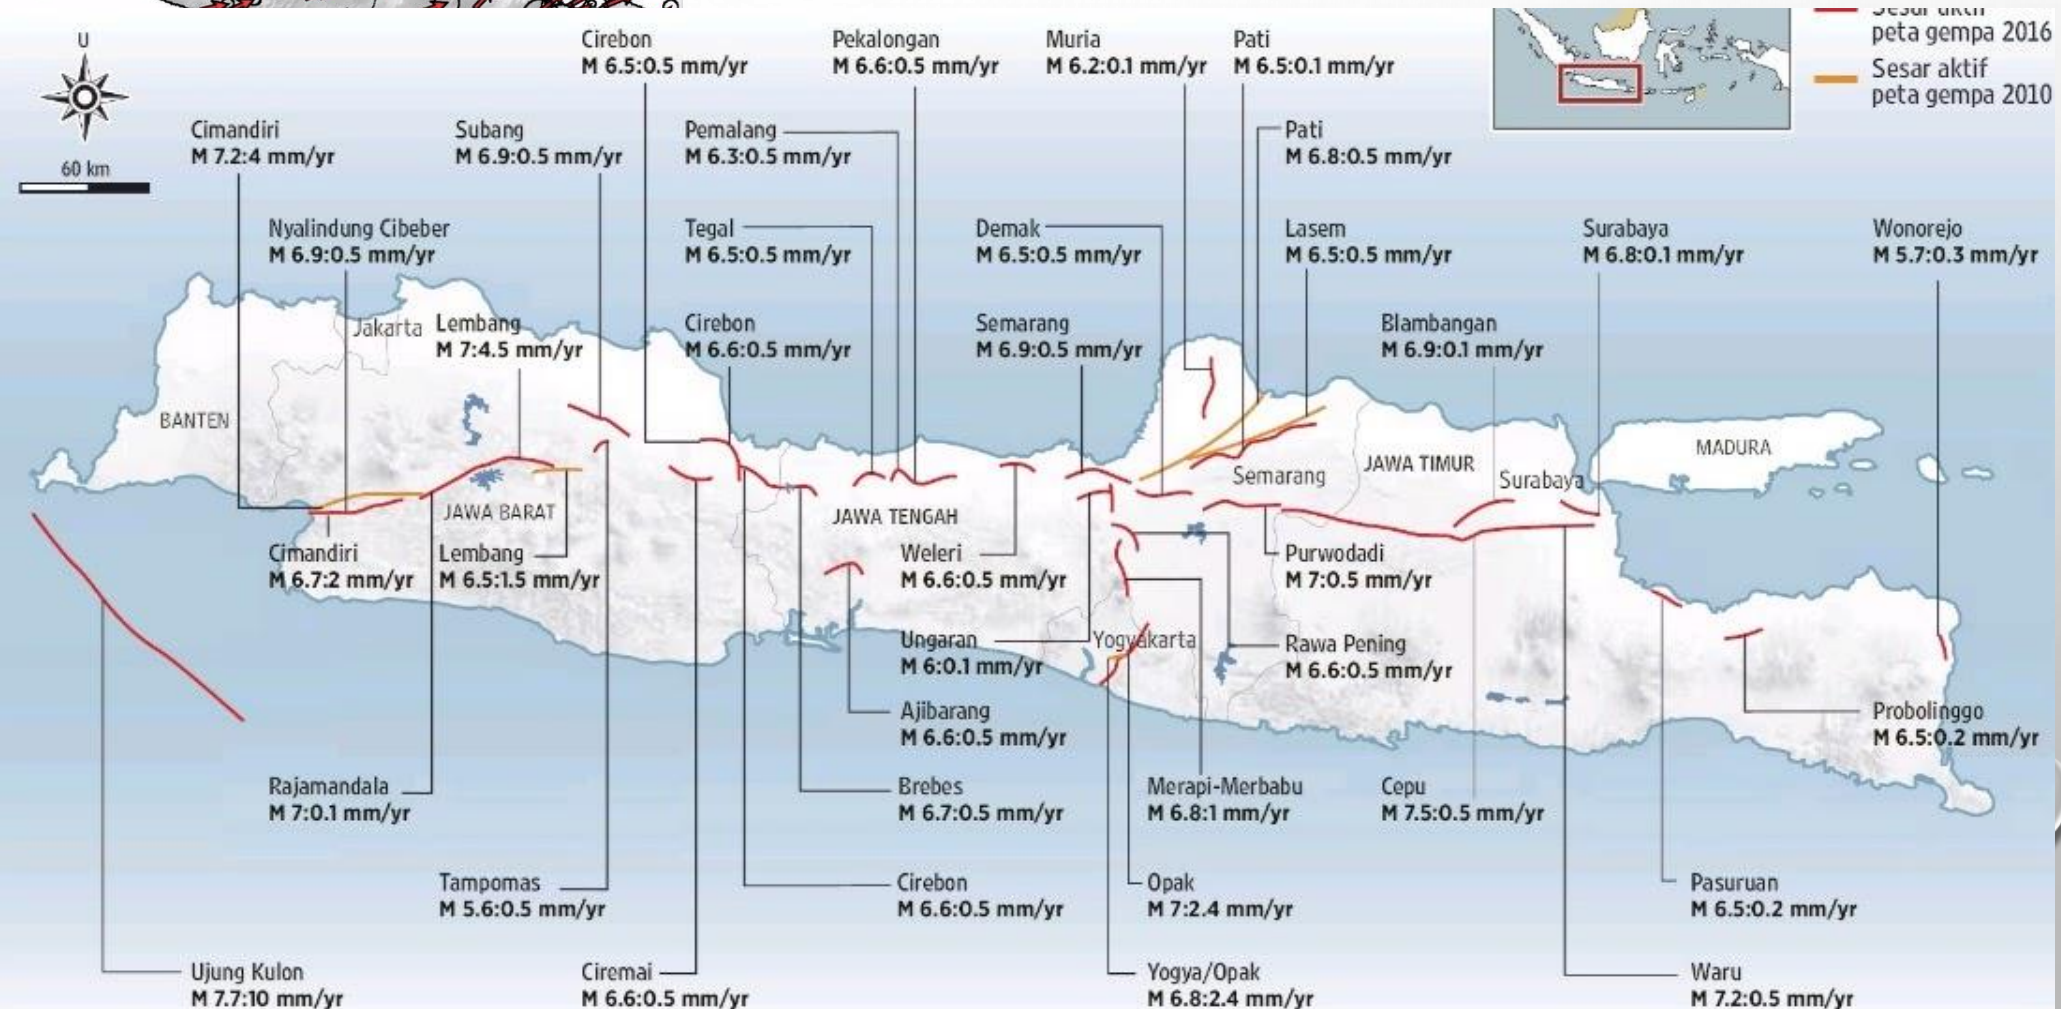 Sesar aktif
peta gempa 2016
Sesar aktif
peta gempa 2010
U
60 km
Cirebon
M 6.5:0.5 mm/yr
Pekalongan
M 6.6:0.5 mm/yr
Muria
M 6.2:0.1 mm/yr
Pati
M 6.5:0.1 mm/yr
Cimandiri
M 7.2:4 mm/yr
Subang
M 6.9:0.5 mm/yr
Pemalang
M 6.3:0.5 mm/yr
Pati
M 6.8:0.5 mm/yr
Nyalindung Cibeber
M 6.9:0.5 mm/yr
Tegal
M 6.5:0.5 mm/yr
Demak
M 6.5:0.5 mm/yr
Lasem
M 6.5:0.5 mm/yr
Surabaya
M 6.8:0.1 mm/yr
Wonorejo
M 5.7:0.3 mm/yr
Jakarta
Lembang
M 7:4.5 mm/yr
Cirebon
M 6.6:0.5 mm/yr
Semarang
M 6.9:0.5 mm/yr
Blambangan
M 6.9:0.1 mm/yr
BANTEN
MADURA
JAWA TIMUR
Semarang
Surabaya
JAWA BARAT
JAWA TENGAH
Cimandiri
M 6.7:2 mm/yr
Lembang
M 6.5:1.5 mm/yr
Weleri
M 6.6:0.5 mm/yr
Purwodadi
M 7:0.5 mm/yr
Ungaran
M 6:0.1 mm/yr
Yogyakarta
Rawa Pening
M 6.6:0.5 mm/yr
Ajibarang
M 6.6:0.5 mm/yr
Probolinggo
M 6.5:0.2 mm/yr
Rajamandala
M 7:0.1 mm/yr
Brebes
M 6.7:0.5 mm/yr
Merapi-Merbabu
M 6.8:1 mm/yr
Cepu
M 7.5:0.5 mm/yr
Tampomas
M 5.6:0.5 mm/yr
Cirebon
M 6.6:0.5 mm/yr
Opak
M 7:2.4 mm/yr
Pasuruan
M 6.5:0.2 mm/yr
Ujung Kulon
M 7.7:10 mm/yr
Ciremai
M 6.6:0.5 mm/yr
Yogya/Opak
M 6.8:2.4 mm/yr
Waru
M 7.2:0.5 mm/yr